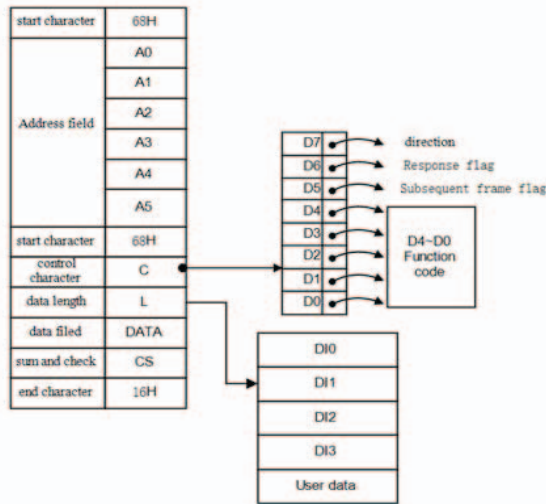 start character 68H
Address field
A0
A1
A2
A3
A4
A5
start character 68H
control character C
data length L
data filed DATA
sum and check CS
end character 16H
D7 direction
D6 Response flag
D5 Subsequent frame flag
D4
D3
D2
D1
D0
D4~D0
Function
code
DI0
DI1
DI2
DI3
User data